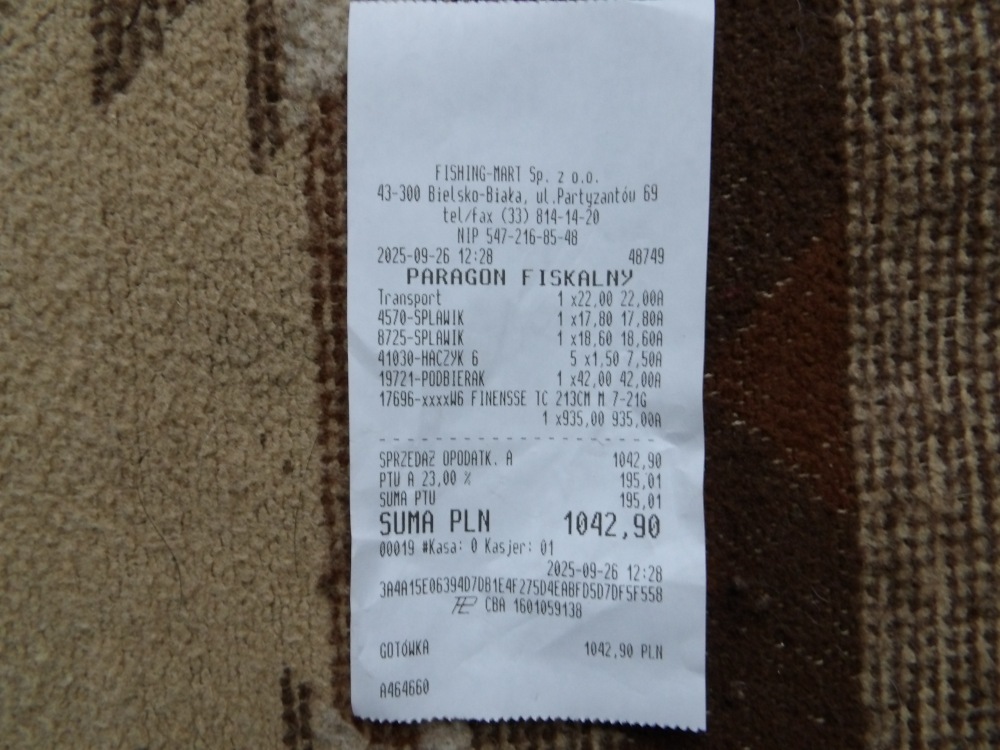 FISHING-MART Sp. z o.o.
43-300 Bielsko-Biała, ul.Partyzantów 69
tel/fax (33) 814-14-20
NIP 547-216-85-48
2025-09-26 12:28 48749
PARAGON FISKALNY
Transport 1 x22,00 22,00A
4570-SPLAWIK 1 x17,80 17,80A
8725-SPLAWIK 1 x18,60 18,60A
41030-HACZYK 6 5 x1,50 7,50A
19721-PODBIERAK 1 x42,00 42,00A
17696-xxxxW6 FINENSSE TC 213CM M 7-21G
1 x935,00 935,00A
SPRZEDAŻ OPODATK. A 1042,90
PTU A 23,00 % 195,01
SUMA PTU 195,01
SUMA PLN 1042,90
00019 #Kasa: 0 Kasjer: 01
2025-09-26 12:28
3A4A15E06394D7DB1E4F275D4EABFD5D7DF5F558
CBA 1601059138
GOTÓWKA 1042,90 PLN
A464660